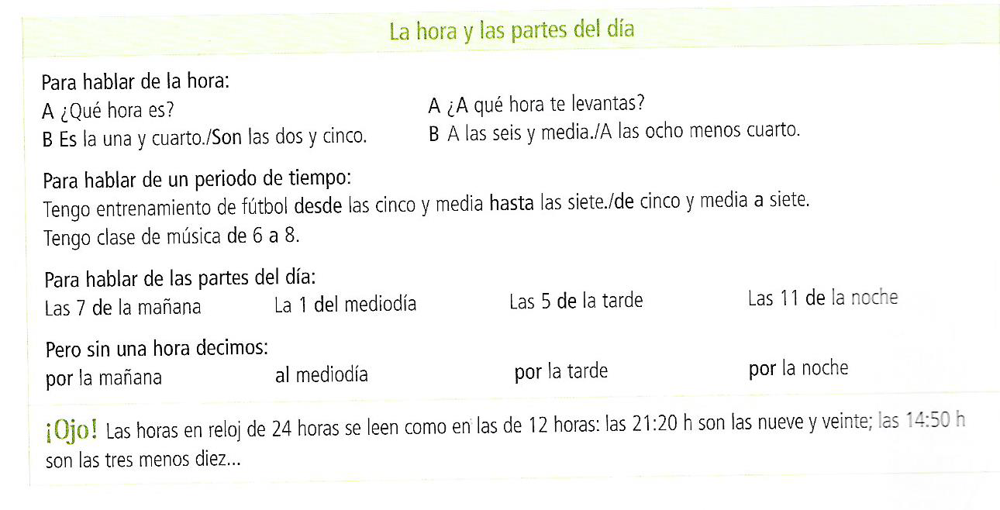 La hora y las partes del día
Para hablar de la hora:
A ¿Qué hora es?
B Es la una y cuarto./Son las dos y cinco.
A ¿A qué hora te levantas?
B A las seis y media./A las ocho menos cuarto.
Para hablar de un periodo de tiempo:
Tengo entrenamiento de fútbol desde las cinco y media hasta las siete./de cinco y media a siete.
Tengo clase de música de 6 a 8.
Para hablar de las partes del día:
Las 7 de la mañana La 1 del mediodía Las 5 de la tarde Las 11 de la noche
Pero sin una hora decimos:
por la mañana al mediodía por la tarde por la noche
¡Ojo! Las horas en reloj de 24 horas se leen como en las de 12 horas: las 21:20 h son las nueve y veinte; las 14:50 h
son las tres menos diez...